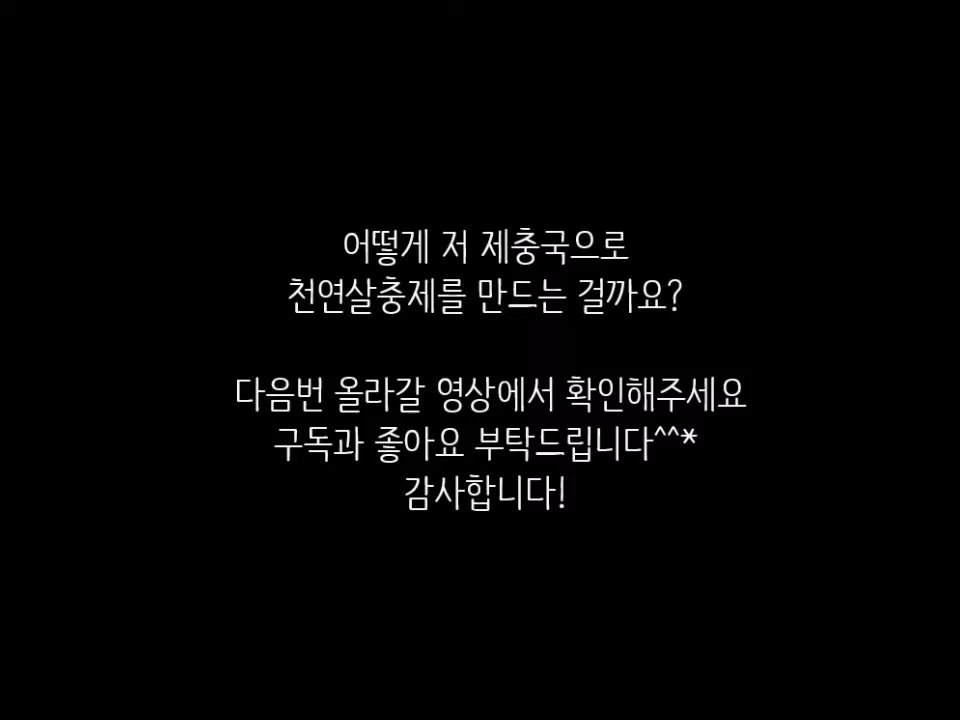 어떻게 저 제충국으로
천연살충제를 만드는 걸까요?
다음번 올라갈 영상에서 확인해주세요
구독과 좋아요 부탁드립니다^^*
감사합니다!